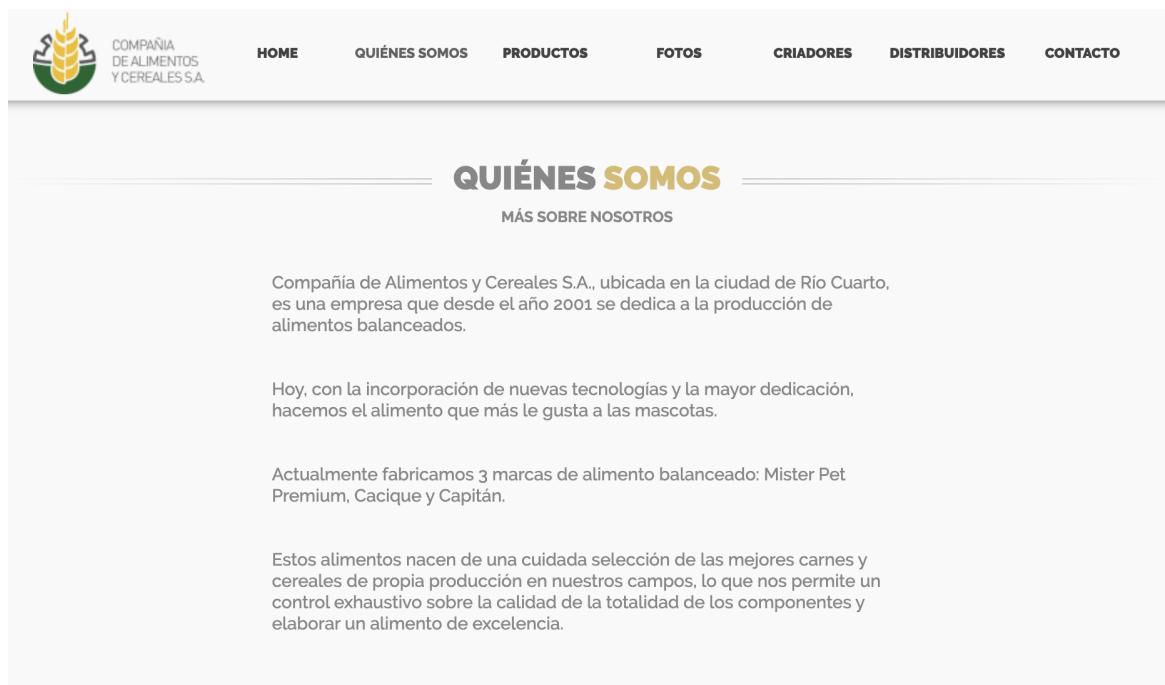 COMPAÑIA
DE ALIMENTOS
Y CEREALES S.A.
HOME QUIÉNES SOMOS PRODUCTOS FOTOS CRIADORES DISTRIBUIDORES CONTACTO
QUIÉNES SOMOS
MÁS SOBRE NOSOTROS
Compañía de Alimentos y Cereales S.A., ubicada en la ciudad de Río Cuarto,
es una empresa que desde el año 2001 se dedica a la producción de
alimentos balanceados.
Hoy, con la incorporación de nuevas tecnologías y la mayor dedicación,
hacemos el alimento que más le gusta a las mascotas.
Actualmente fabricamos 3 marcas de alimento balanceado: Mister Pet
Premium, Cacique y Capitán.
Estos alimentos nacen de una cuidada selección de las mejores carnes y
cereales de propia producción en nuestros campos, lo que nos permite un
control exhaustivo sobre la calidad de la totalidad de los componentes y
elaborar un alimento de excelencia.